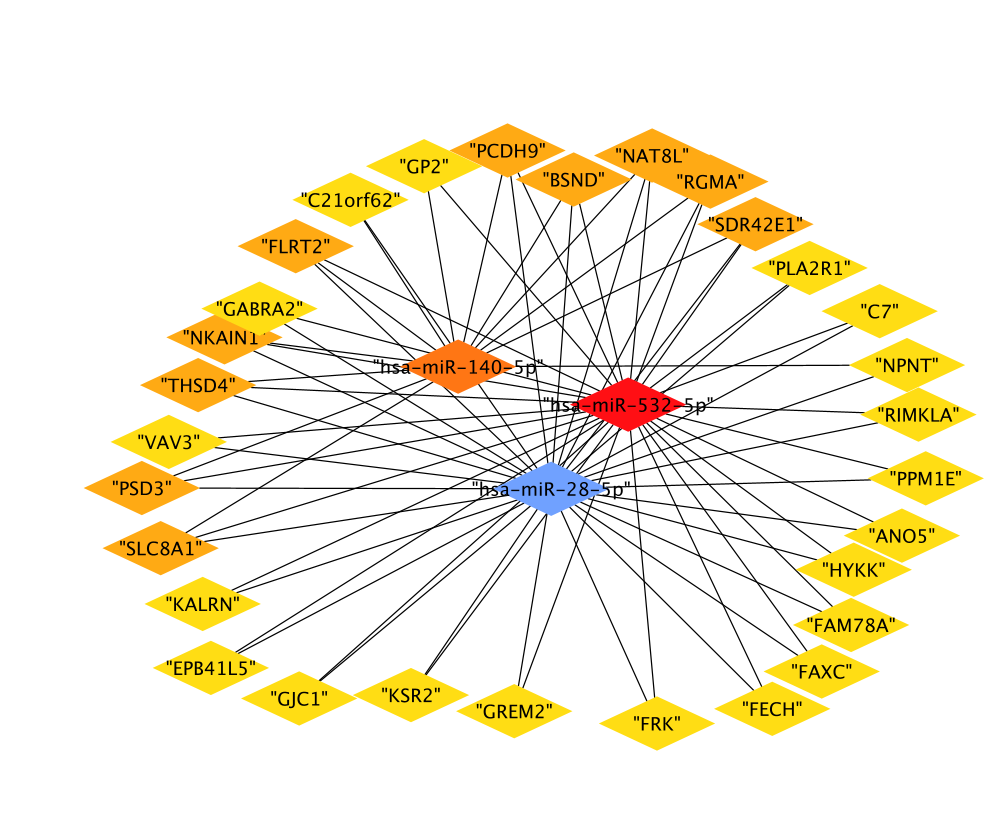 "PCDH9"
"NAT8L"
"GP2"
"BSND"
"RGMA"
"C21orf62"
"SDR42E1"
"FLRT2"
"PLA2R1"
"GABRA2"
"C7"
"NKAIN1"
"hsa-miR-140-5p"
"NPNT"
"THSD4"
"hsa-miR-532-5p"
"RIMKLA"
"VAV3"
"PPM1E"
"PSD3"
"hsa-miR-28-5p"
"ANO5"
"SLC8A1"
"HYKK"
"KALRN"
"FAM78A"
"EPB41L5"
"FAXC"
"GJC1"
"KSR2"
"GREM2"
"FECH"
"FRK"